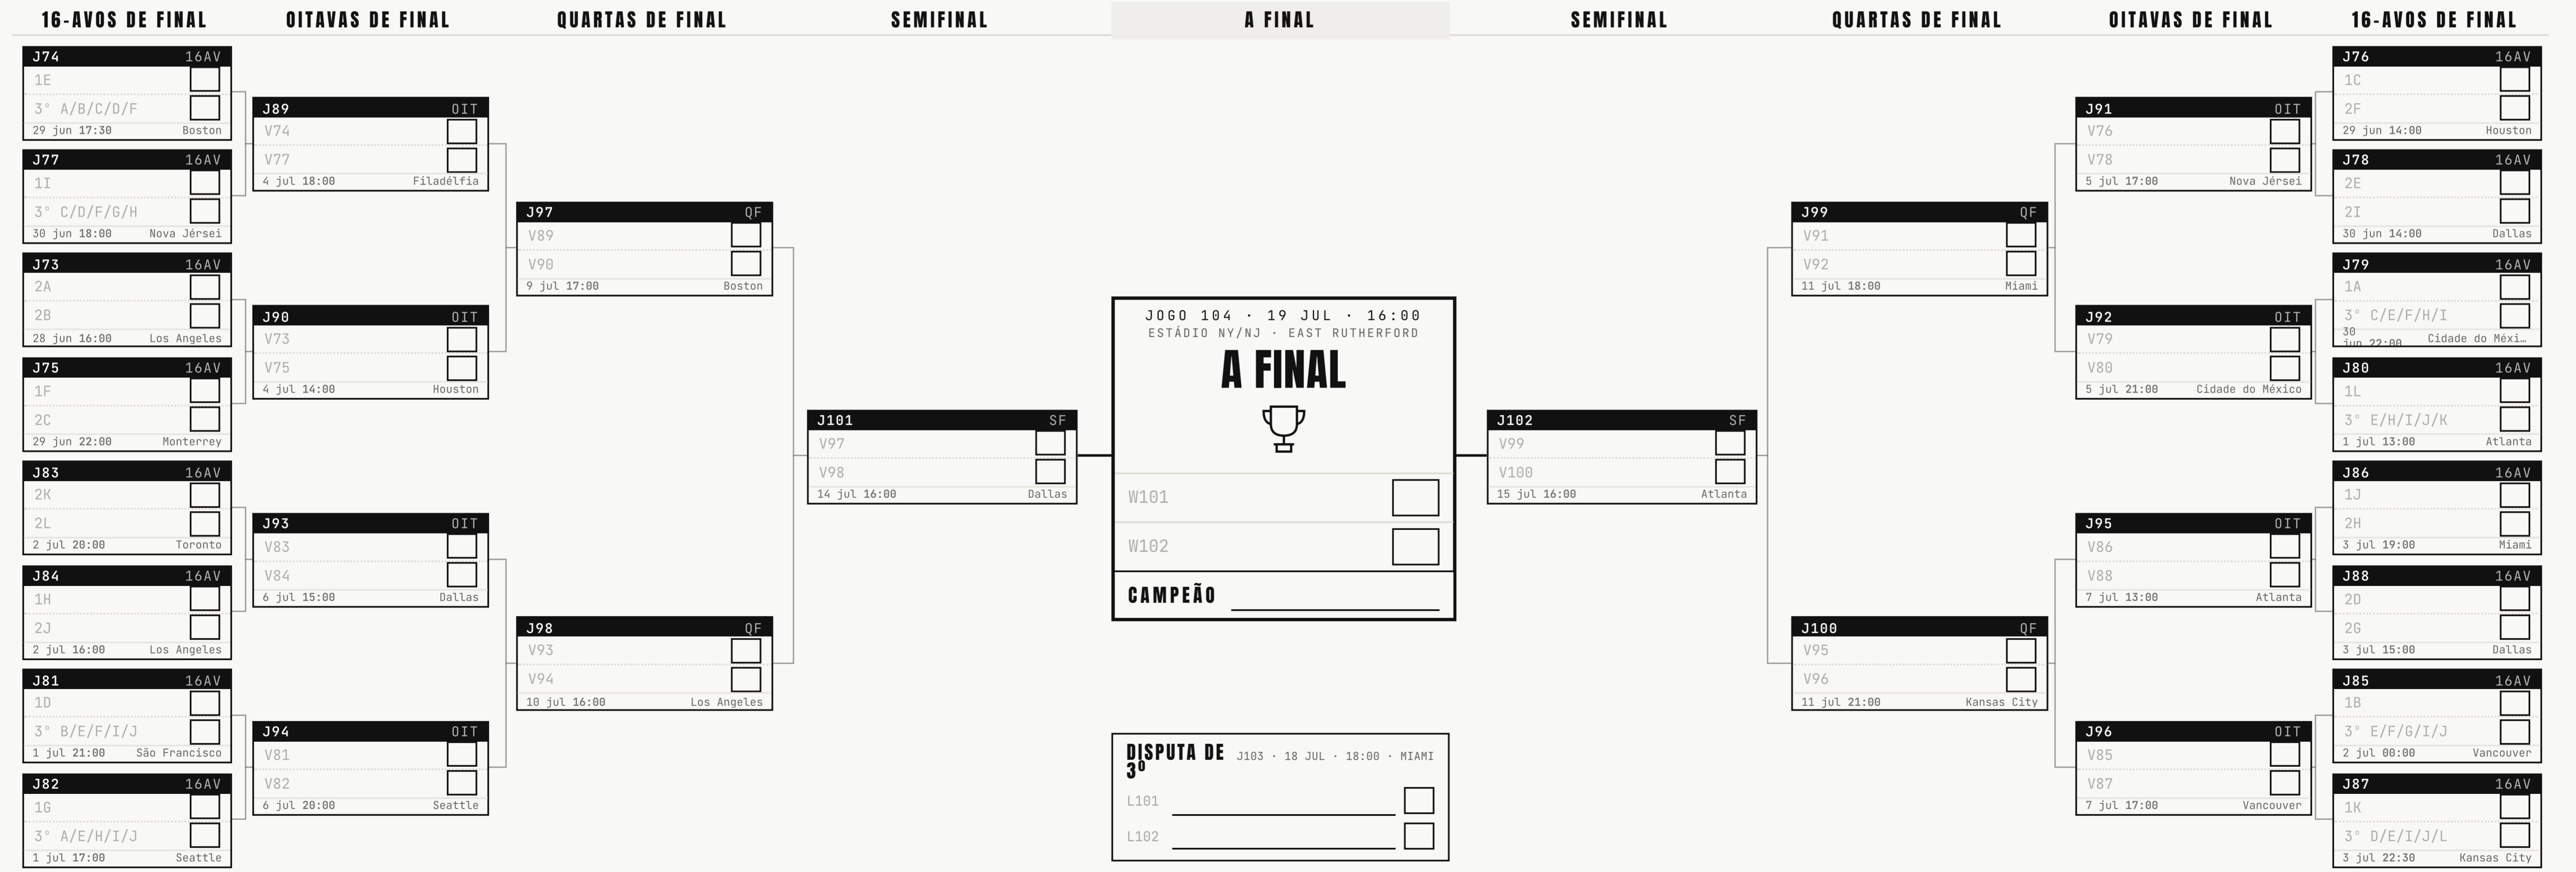 16-AVOS DE FINAL
OITAVAS DE FINAL
QUARTAS DE FINAL
SEMIFINAL
A FINAL
SEMIFINAL
QUARTAS DE FINAL
OITAVAS DE FINAL
16-AVOS DE FINAL
J74 16AV
1E
3º A/B/C/D/F
29 jun 17:30 Boston
J77 16AV
1I
3º C/D/F/G/H
30 jun 18:00 Nova Jérsei
J73 16AV
2A
2B
28 jun 16:00 Los Angeles
J75 16AV
1F
2C
29 jun 22:00 Monterrey
J83 16AV
2K
2L
2 jul 20:00 Toronto
J84 16AV
1H
2J
2 jul 16:00 Los Angeles
J81 16AV
1D
3º B/E/F/I/J
1 jul 21:00 São Francisco
J82 16AV
1G
3º A/E/H/I/J
1 jul 17:00 Seattle
J89 OIT
V74
V77
4 jul 18:00 Filadélfia
J90 OIT
V73
V75
4 jul 14:00 Houston
J93 OIT
V83
V84
6 jul 15:00 Dallas
J94 OIT
V81
V82
6 jul 20:00 Seattle
J97 QF
V89
V90
9 jul 17:00 Boston
J98 QF
V93
V94
10 jul 16:00 Los Angeles
J101 SF
V97
V98
14 jul 16:00 Dallas
JOGO 104 · 19 JUL · 16:00
ESTÁDIO NY/NJ · EAST RUTHERFORD
A FINAL
W101
W102
CAMPEÃO
DISPUTA DE
3º
J103 · 18 JUL · 18:00 · MIAMI
L101
L102
J102 SF
V99
V100
15 jul 16:00 Atlanta
J99 QF
V91
V92
11 jul 18:00 Miami
J100 QF
V95
V96
11 jul 21:00 Kansas City
J91 OIT
V76
V78
5 jul 17:00 Nova Jérsei
J92 OIT
V79
V80
5 jul 21:00 Cidade do México
J95 OIT
V86
V88
7 jul 13:00 Atlanta
J96 OIT
V85
V87
7 jul 17:00 Vancouver
J76 16AV
1C
2F
29 jun 14:00 Houston
J78 16AV
2E
2I
30 jun 14:00 Dallas
J79 16AV
1A
3º C/E/F/H/I
30
jun 22:00 Cidade do Méxi…
J80 16AV
1L
3º E/H/I/J/K
1 jul 13:00 Atlanta
J86 16AV
1J
2H
3 jul 19:00 Miami
J88 16AV
2D
2G
3 jul 15:00 Dallas
J85 16AV
1B
3º E/F/G/I/J
2 jul 00:00 Vancouver
J87 16AV
1K
3º D/E/I/J/L
3 jul 22:30 Kansas City